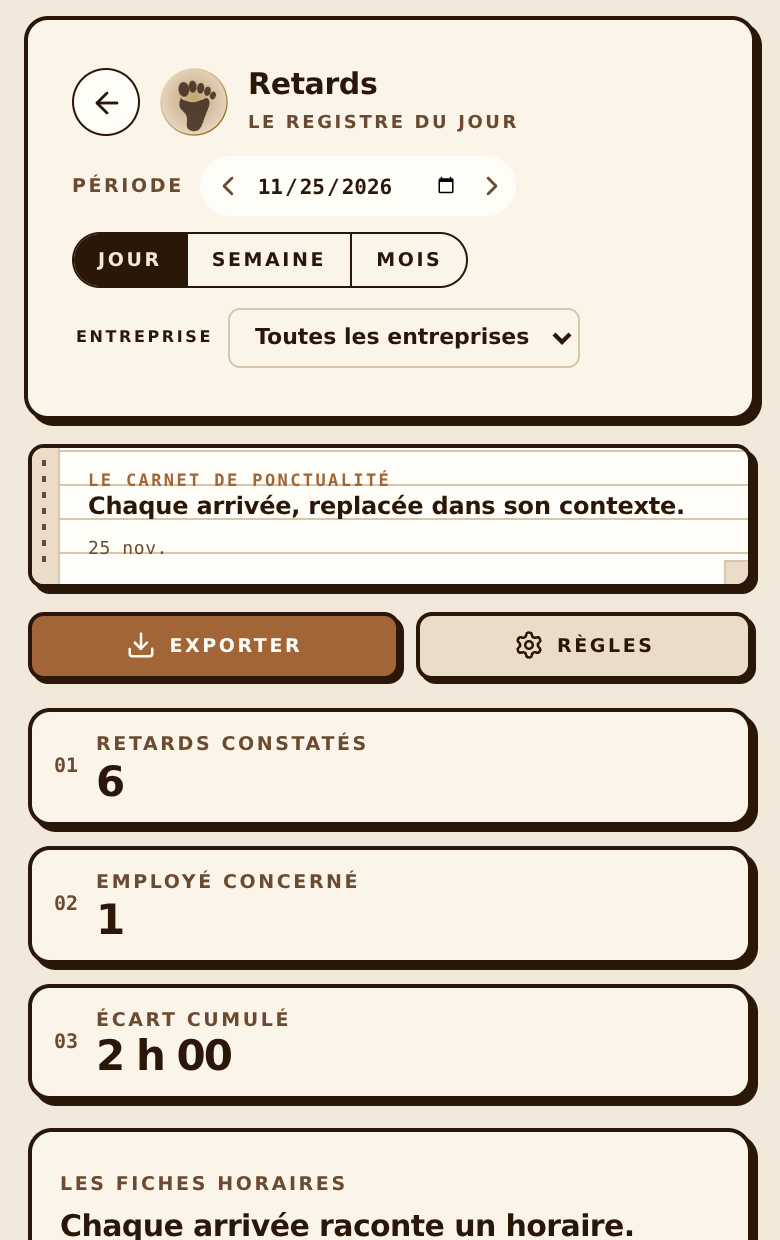 Retards
LE REGISTRE DU JOUR
PÉRIODE 11/25/2026
JOUR SEMAINE MOIS
ENTREPRISE Toutes les entreprises
LE CARNET DE PONCTUALITÉ
Chaque arrivée, replacée dans son contexte.
25 nov.
EXPORTER RÈGLES
RETARDS CONSTATÉS
01 6
EMPLOYÉ CONCERNÉ
02 1
ÉCART CUMULÉ
03 2 h 00
LES FICHES HORAIRES
Chaque arrivée raconte un horaire.